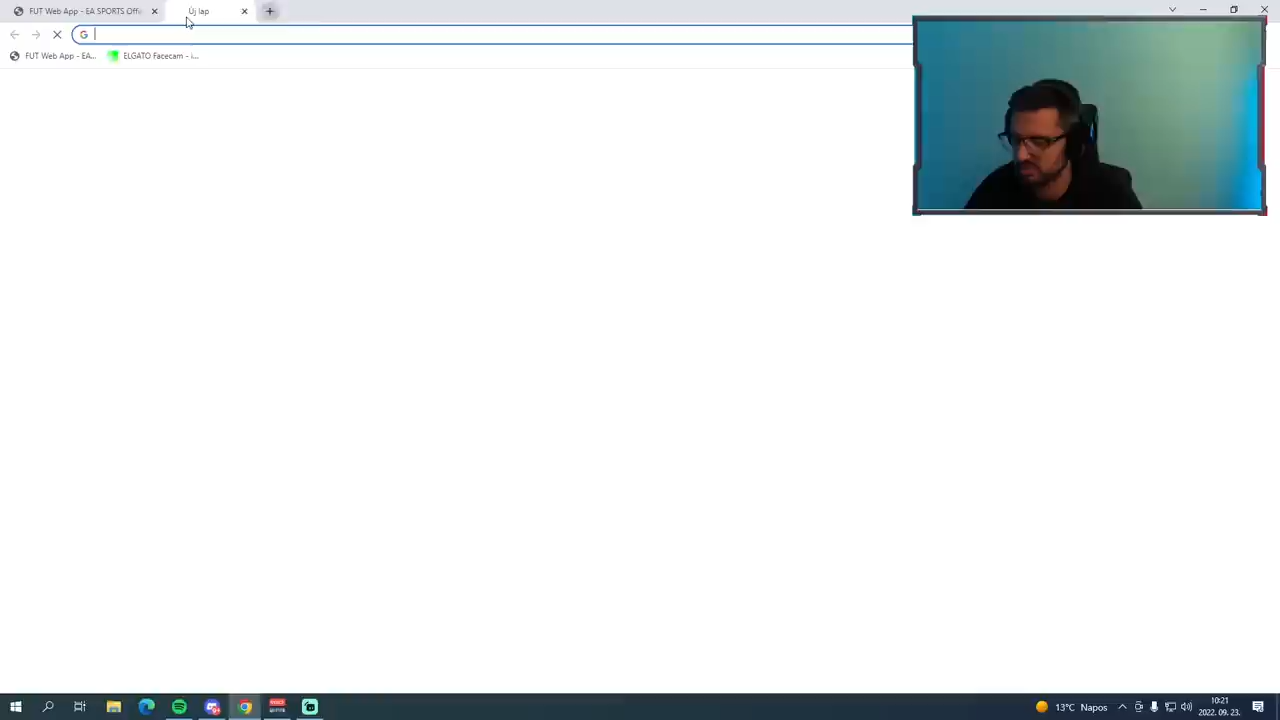 FUT Web App - EA SPORTS Offic
Új lap
FUT Web App - EA...
ELGATO Facecam - i...
13°C Napos
10:21
2022. 09. 23.